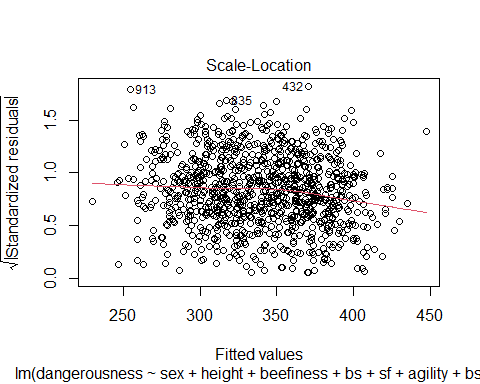 Scale-Location
√|Standardized residuals|
0.0 0.5 1.0 1.5
913
835
432
250 300 350 400 450
Fitted values
lm(dangerousness ~ sex + height + beefiness + bs + sf + agility + bs